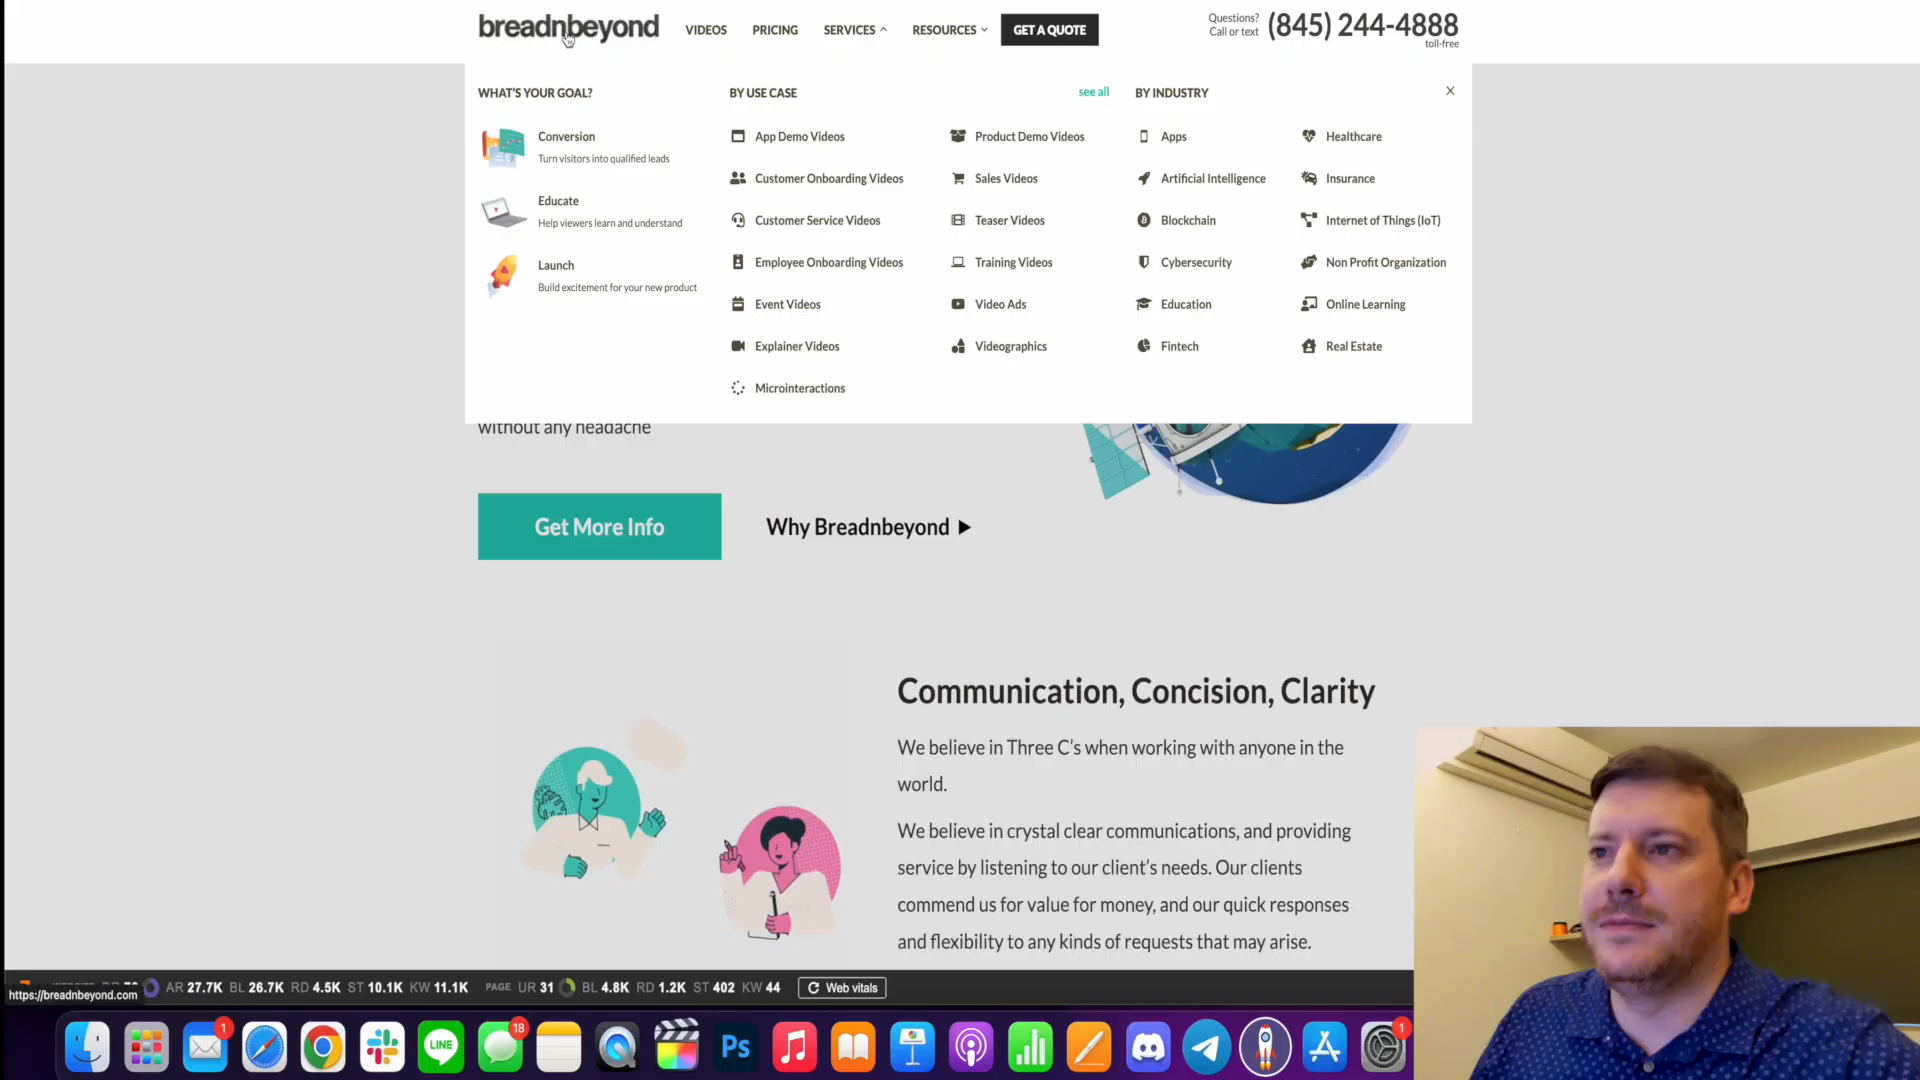 breadnbeyond
VIDEOS
PRICING
SERVICES
RESOURCES
GET A QUOTE
Questions?
Call or text
(845) 244-4888
toll-free
WHAT'S YOUR GOAL?
Conversion
Turn visitors into qualified leads
Educate
Help viewers learn and understand
Launch
Build excitement for your new product
BY USE CASE
see all
App Demo Videos
Customer Onboarding Videos
Customer Service Videos
Employee Onboarding Videos
Event Videos
Explainer Videos
Microinteractions
Product Demo Videos
Sales Videos
Teaser Videos
Training Videos
Video Ads
Videographics
BY INDUSTRY
Apps
Artificial Intelligence
Blockchain
Cybersecurity
Education
Fintech
Healthcare
Insurance
Internet of Things (IoT)
Non Profit Organization
Online Learning
Real Estate
without any headache
Get More Info
Why Breadnbeyond
Communication, Concision, Clarity
We believe in Three C's when working with anyone in the
world.
We believe in crystal clear communications, and providing
service by listening to our client's needs. Our clients
commend us for value for money, and our quick responses
and flexibility to any kinds of requests that may arise.
AR 27.7K BL 26.7K RD 4.5K ST 10.1K KW 11.1K PAGE UR 31 BL 4.8K RD 1.2K ST 402 KW 44 Web vitals
https://breadnbeyond.com
1
LINE
18
Ps
1